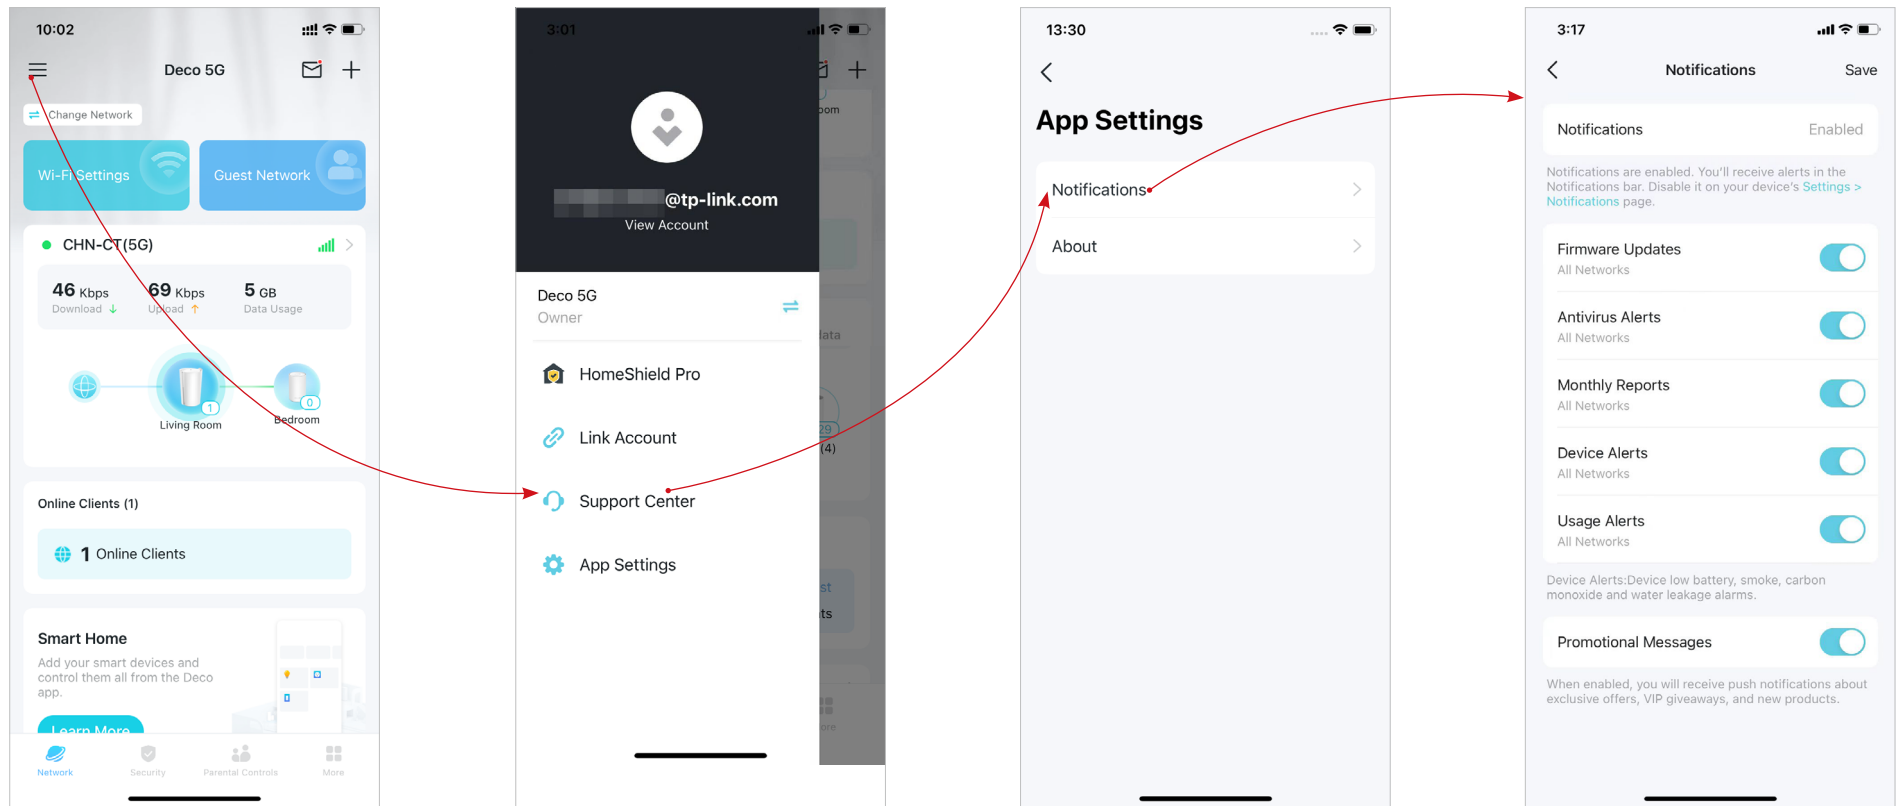 10:02
Deco 5G
Change Network
Wi-Fi Settings
Guest Network
CHN-CT(5G)
46 Kbps
69 Kbps
5 GB
Download
Upload
Data Usage
1
0
Living Room
Bedroom
Online Clients (1)
1 Online Clients
Smart Home
Add your smart devices and
control them all from the Deco
app.
Learn More
Network
Security
Parental Controls
More
3:01
@tp-link.com
View Account
Deco 5G
Owner
HomeShield Pro
Link Account
Support Center
App Settings
29
(4)
13:30
App Settings
Notifications
About
3:17
Notifications
Save
Notifications
Enabled
Notifications are enabled. You'll receive alerts in the
Notifications bar. Disable it on your device's Settings >
Notifications page.
Firmware Updates
All Networks
Antivirus Alerts
All Networks
Monthly Reports
All Networks
Device Alerts
All Networks
Usage Alerts
All Networks
Device Alerts:Device low battery, smoke, carbon
monoxide and water leakage alarms.
Promotional Messages
When enabled, you will receive push notifications about
exclusive offers, VIP giveaways, and new products.